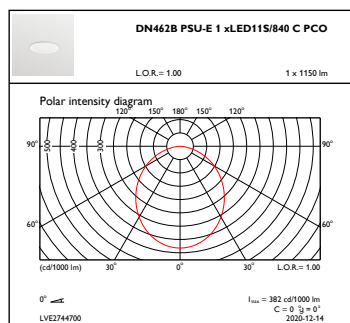 DN462B PSU-E 1 xLED11S/840 C PCO
L.O.R.= 1.00 1 x 1150 lm
Polar intensity diagram
120° 150° 180° 150° 120°
90° 500 400 300 90°
60° 60°
(cd/1000 lm) 30° 0° 30° L.O.R.= 1.00
0° Imax = 382 cd/1000 lm
C = 0 °g = 0°
LVE2744700 2020-12-14